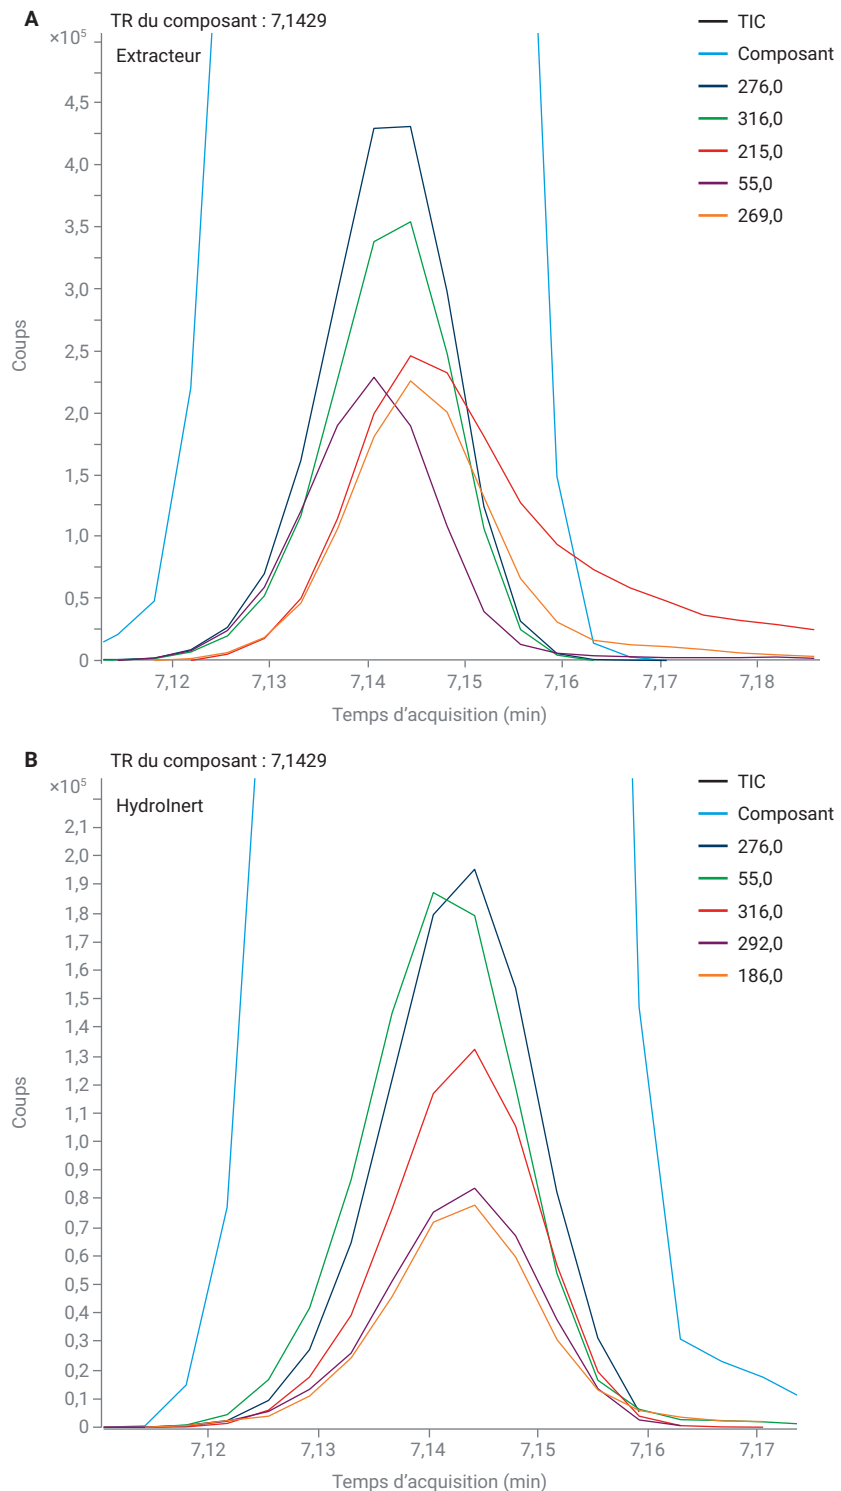 A
TR du composant : 7,1429
×10⁵
Extracteur
TIC
Composant
276,0
316,0
215,0
55,0
269,0
4,5
4,0
3,5
3,0
2,5
2,0
1,5
1,0
0,5
0
Coups
7,12 7,13 7,14 7,15 7,16 7,17 7,18
Temps d’acquisition (min)
B
TR du composant : 7,1429
×10⁵
HydroInert
TIC
Composant
276,0
55,0
316,0
292,0
186,0
2,1
2,0
1,9
1,8
1,7
1,6
1,5
1,4
1,3
1,2
1,1
1,0
0,9
0,8
0,7
0,6
0,5
0,4
0,3
0,2
0,1
0
Coups
7,12 7,13 7,14 7,15 7,16 7,17
Temps d’acquisition (min)